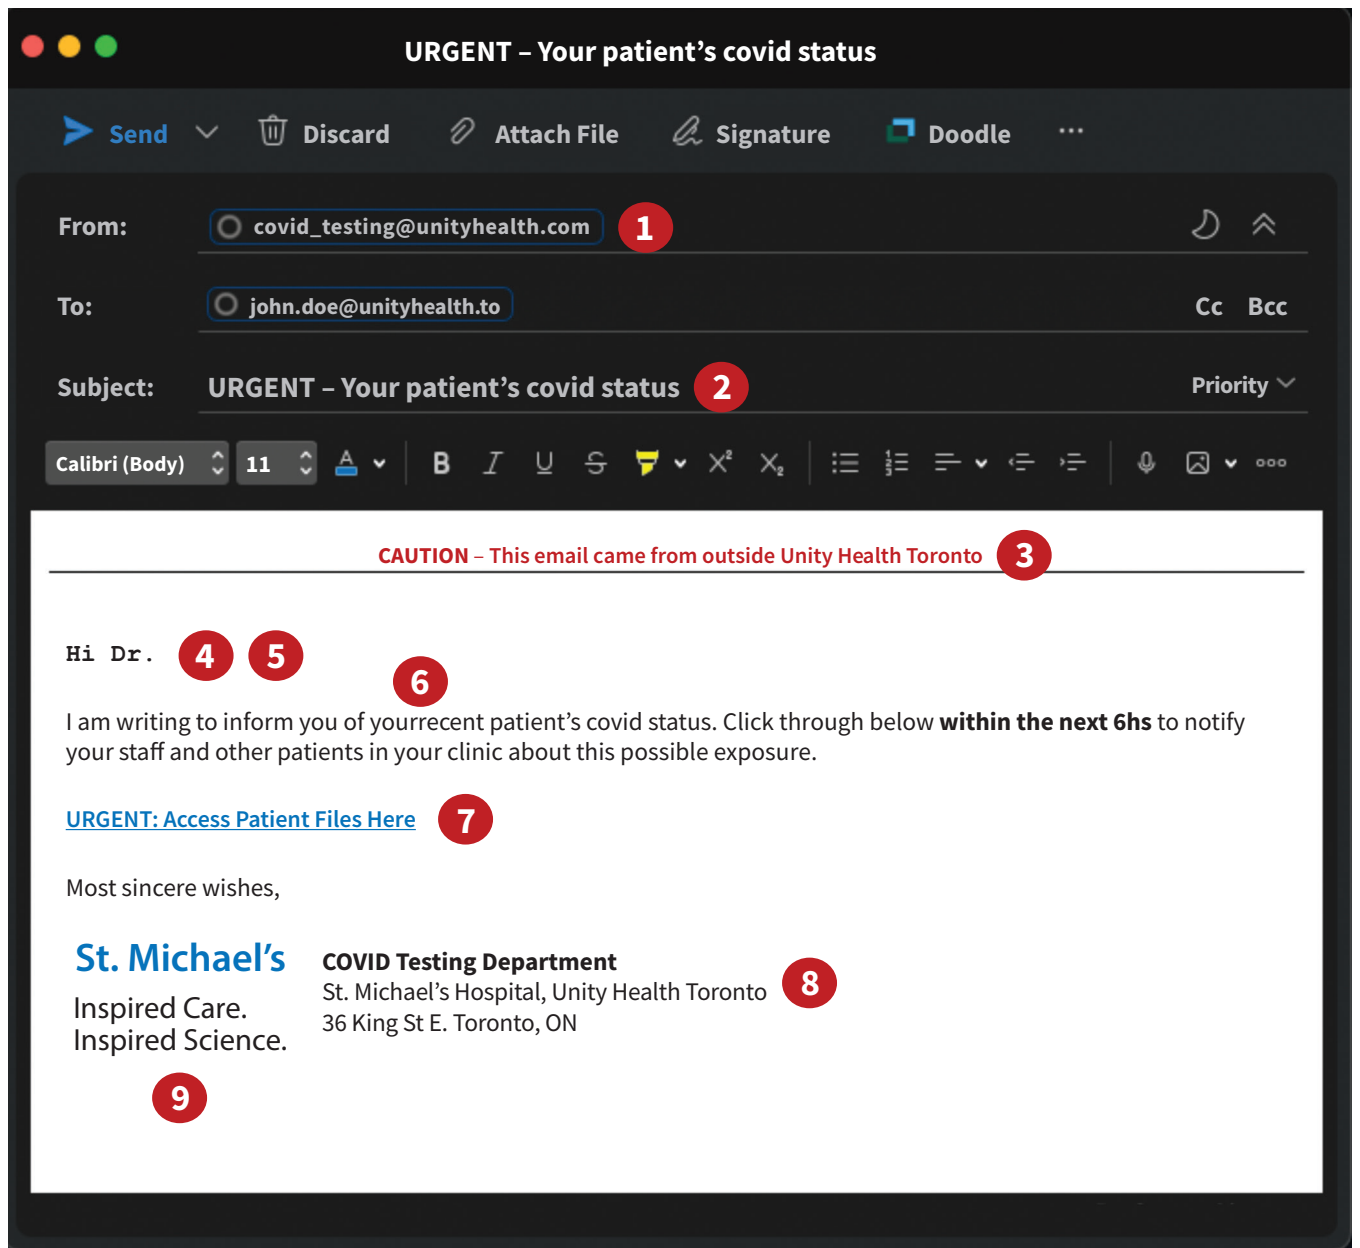 URGENT – Your patient's covid status
Send Discard Attach File Signature Doodle ...
From: covid_testing@unityhealth.com 1
To: john.doe@unityhealth.to Cc Bcc
Subject: URGENT – Your patient's covid status 2 Priority
Calibri (Body) 11 A B I U S X² X₂
CAUTION – This email came from outside Unity Health Toronto 3
Hi Dr. 4 5
6
I am writing to inform you of yourrecent patient's covid status. Click through below within the next 6hs to notify
your staff and other patients in your clinic about this possible exposure.
URGENT: Access Patient Files Here 7
Most sincere wishes,
St. Michael's
Inspired Care.
Inspired Science.
COVID Testing Department
St. Michael's Hospital, Unity Health Toronto 8
36 King St E. Toronto, ON
9